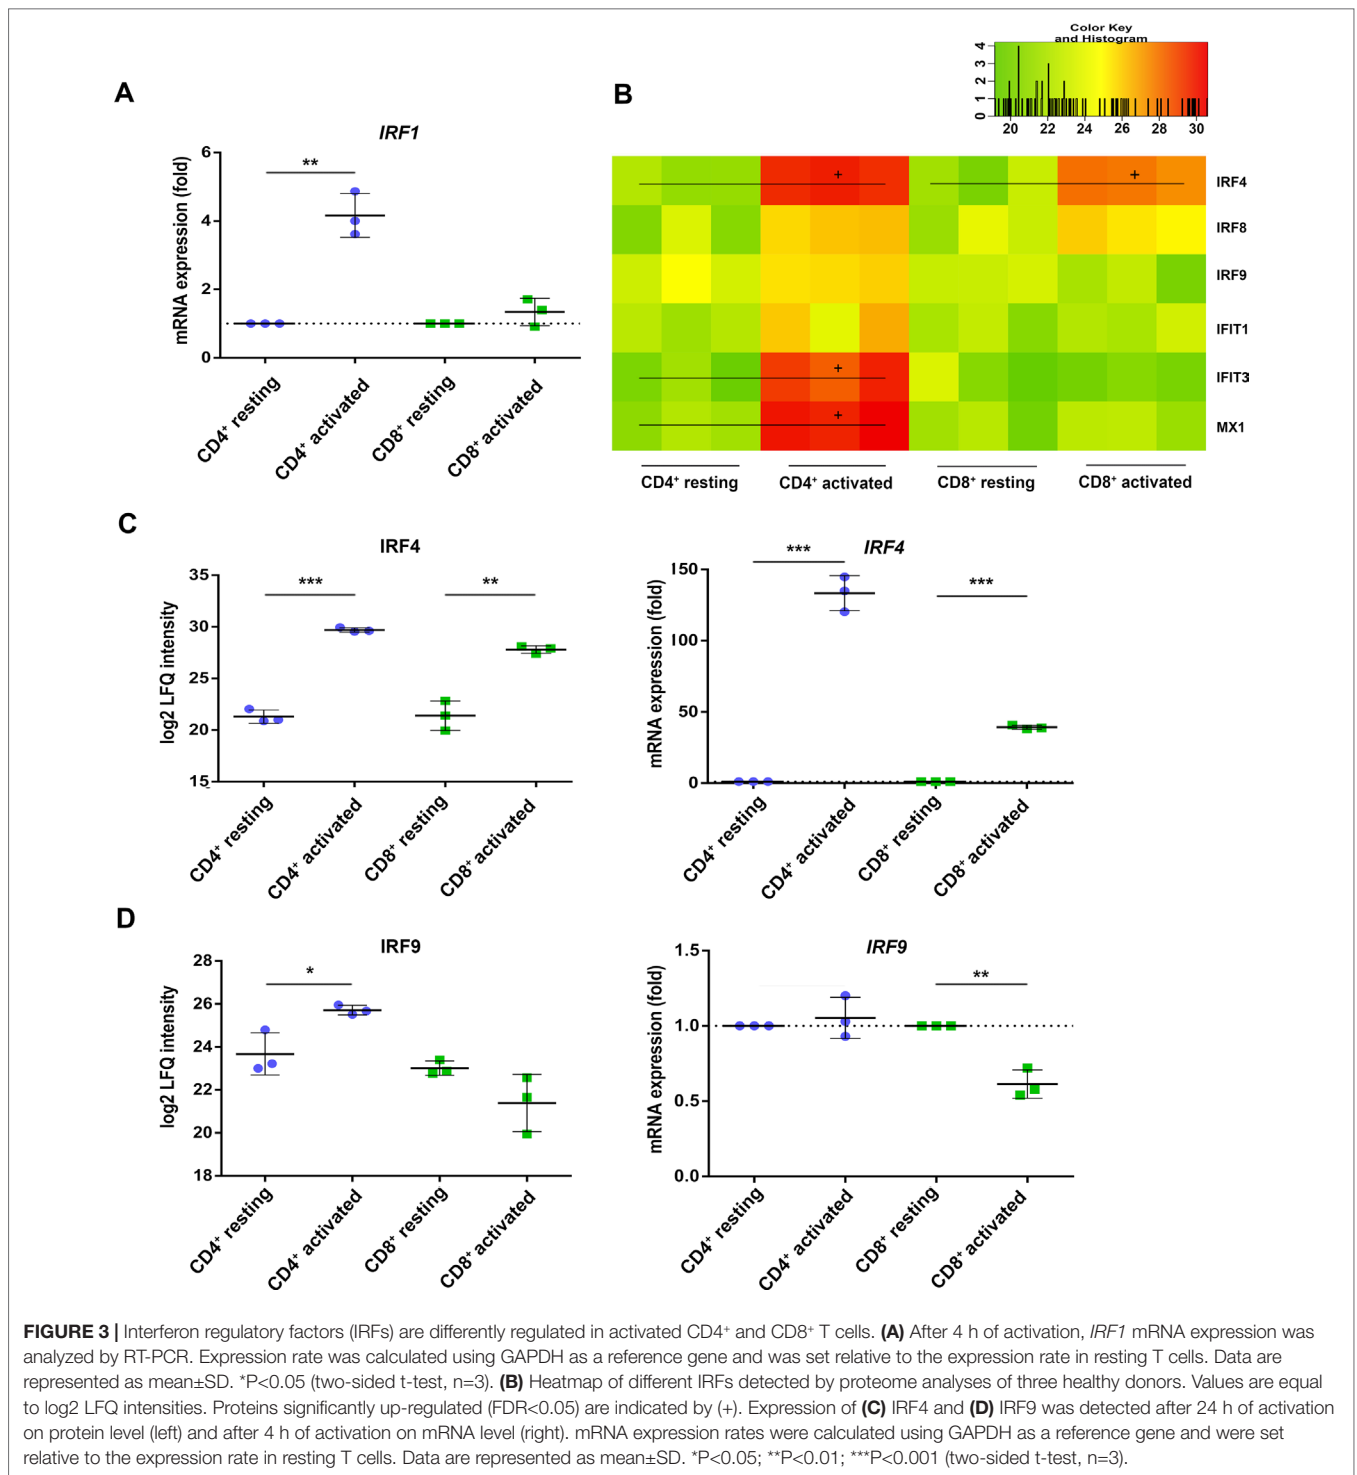 A
IRF1
**
mRNA expression (fold)
6
4
2
0
CD4+ resting
CD4+ activated
CD8+ resting
CD8+ activated
B
Color Key
and Histogram
4
3
2
1
0
20 22 24 26 28 30
+ +
IRF4
IRF8
IRF9
IFIT1
+
IFIT3
+
MX1
CD4+ resting CD4+ activated CD8+ resting CD8+ activated
C
IRF4
*** **
log2 LFQ intensity
35
30
25
20
15
CD4+ resting
CD4+ activated
CD8+ resting
CD8+ activated
IRF4
*** ***
mRNA expression (fold)
150
100
50
0
CD4+ resting
CD4+ activated
CD8+ resting
CD8+ activated
D
IRF9
*
log2 LFQ intensity
28
26
24
22
20
18
CD4+ resting
CD4+ activated
CD8+ resting
CD8+ activated
IRF9
**
mRNA expression (fold)
1.5
1.0
0.5
0.0
CD4+ resting
CD4+ activated
CD8+ resting
CD8+ activated
FIGURE 3 | Interferon regulatory factors (IRFs) are differently regulated in activated CD4+ and CD8+ T cells. (A) After 4 h of activation, IRF1 mRNA expression was
analyzed by RT-PCR. Expression rate was calculated using GAPDH as a reference gene and was set relative to the expression rate in resting T cells. Data are
represented as mean±SD. *P<0.05 (two-sided t-test, n=3). (B) Heatmap of different IRFs detected by proteome analyses of three healthy donors. Values are equal
to log2 LFQ intensities. Proteins significantly up-regulated (FDR<0.05) are indicated by (+). Expression of (C) IRF4 and (D) IRF9 was detected after 24 h of activation
on protein level (left) and after 4 h of activation on mRNA level (right). mRNA expression rates were calculated using GAPDH as a reference gene and were set
relative to the expression rate in resting T cells. Data are represented as mean±SD. *P<0.05; **P<0.01; ***P<0.001 (two-sided t-test, n=3).